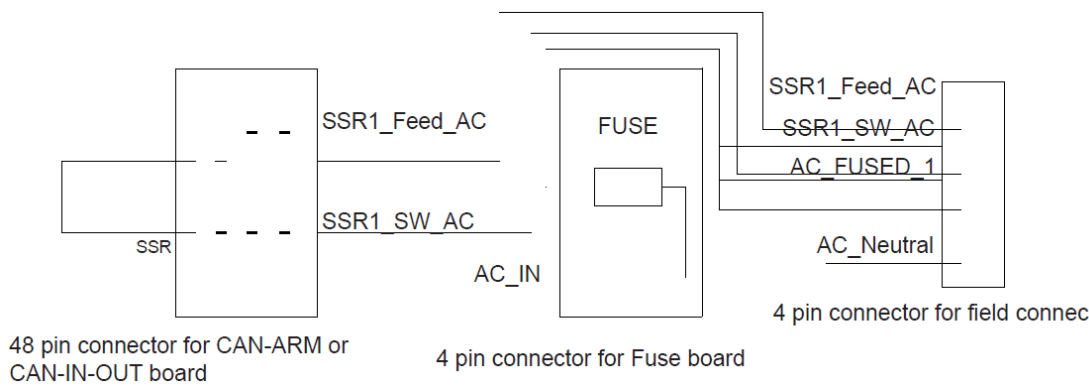 SSR1_Feed_AC
SSR1_SW_AC
SSR
48 pin connector for CAN-ARM or
CAN-IN-OUT board
FUSE
AC_IN
4 pin connector for Fuse board
SSR1_Feed_AC
SSR1_SW_AC
AC_FUSED_1
AC_Neutral
4 pin connector for field connec